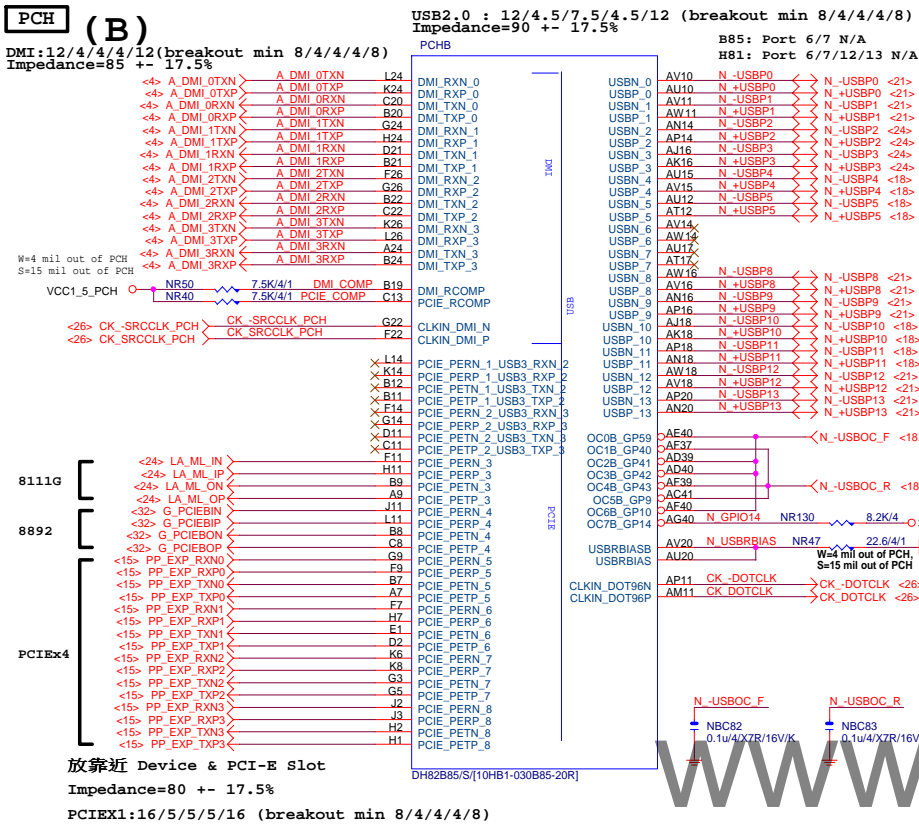 PCH (B)
USB2.0 : 12/4.5/7.5/4.5/12 (breakout min 8/4/4/4/8)
Impedance=90 +- 17.5%
DMI:12/4/4/4/12(breakout min 8/4/4/4/8)
Impedance=85 +- 17.5%
PCHB
B85: Port 6/7 N/A
H81: Port 6/7/12/13 N/A
<4> A_DMI_0TXN A_DMI_0TXN L24 DMI_RXN_0 USBN_0 AV10 N_-USBP0 N_-USBP0 <21>
<4> A_DMI_0TXP A_DMI_0TXP K24 DMI_RXP_0 USBP_0 AU10 N_+USBP0 N_+USBP0 <21>
<4> A_DMI_0RXN A_DMI_0RXN C20 DMI_TXN_0 USBN_1 AV11 N_-USBP1 N_-USBP1 <21>
<4> A_DMI_0RXP A_DMI_0RXP B20 DMI_TXP_0 USBP_1 AW11 N_+USBP1 N_+USBP1 <21>
<4> A_DMI_1TXN A_DMI_1TXN G24 DMI_RXN_1 USBN_2 AN14 N_-USBP2 N_-USBP2 <24>
<4> A_DMI_1TXP A_DMI_1TXP H24 DMI_RXP_1 USBP_2 AP14 N_+USBP2 N_+USBP2 <24>
<4> A_DMI_1RXN A_DMI_1RXN D21 DMI_TXN_1 USBN_3 AJ16 N_-USBP3 N_-USBP3 <24>
<4> A_DMI_1RXP A_DMI_1RXP B21 DMI_TXP_1 USBP_3 AK16 N_+USBP3 N_+USBP3 <24>
<4> A_DMI_2TXN A_DMI_2TXN F26 DMI_RXN_2 USBN_4 AU15 N_-USBP4 N_-USBP4 <18>
<4> A_DMI_2TXP A_DMI_2TXP G26 DMI_RXP_2 USBP_4 AV15 N_+USBP4 N_+USBP4 <18>
<4> A_DMI_2RXN A_DMI_2RXN B22 DMI_TXN_2 USBN_5 AU12 N_-USBP5 N_-USBP5 <18>
<4> A_DMI_2RXP A_DMI_2RXP C22 DMI_TXP_2 USBP_5 AT12 N_+USBP5 N_+USBP5 <18>
<4> A_DMI_3TXN A_DMI_3TXN K26 DMI_RXN_3 USBN_6 AV14
<4> A_DMI_3TXP A_DMI_3TXP L26 DMI_RXP_3 USBP_6 AW14
<4> A_DMI_3RXN A_DMI_3RXN A24 DMI_TXN_3 USBN_7 AU17
<4> A_DMI_3RXP A_DMI_3RXP B24 DMI_TXP_3 USBP_7 AT17
DMI
USB
PCIE
W=4 mil out of PCH
S=15 mil out of PCH
USBN_8 AW16 N_-USBP8 N_-USBP8 <21>
VCC1_5_PCH NR50 7.5K/4/1 DMI_COMP B19 DMI_RCOMP USBP_8 AV16 N_+USBP8 N_+USBP8 <21>
NR40 7.5K/4/1 PCIE_COMP C13 PCIE_RCOMP USBN_9 AN16 N_-USBP9 N_-USBP9 <21>
USBP_9 AP16 N_+USBP9 N_+USBP9 <21>
<26> CK_-SRCCLK_PCH CK_-SRCCLK_PCH G22 CLKIN_DMI_N USBN_10 AJ18 N_-USBP10 N_-USBP10 <18>
<26> CK_SRCCLK_PCH CK_SRCCLK_PCH F22 CLKIN_DMI_P USBP_10 AK18 N_+USBP10 N_+USBP10 <18>
USBN_11 AP18 N_-USBP11 N_-USBP11 <18>
L14 PCIE_PERN_1_USB3_RXN_2 USBP_11 AN18 N_+USBP11 N_+USBP11 <18>
K14 PCIE_PERP_1_USB3_RXP_2 USBN_12 AW18 N_-USBP12 N_-USBP12 <21>
B12 PCIE_PETN_1_USB3_TXN_2 USBP_12 AV18 N_+USBP12 N_+USBP12 <21>
B11 PCIE_PETP_1_USB3_TXP_2 USBN_13 AP20 N_-USBP13 N_-USBP13 <21>
F14 PCIE_PERN_2_USB3_RXN_3 USBP_13 AN20 N_+USBP13 N_+USBP13 <21>
G14 PCIE_PERP_2_USB3_RXP_3
D11 PCIE_PETN_2_USB3_TXN_3 OC0B_GP59 AE40 N_-USBOC_F <18
C11 PCIE_PETP_2_USB3_TXP_3 OC1B_GP40 AF37
8111G
<24> LA_ML_IN F11 PCIE_PERN_3 OC2B_GP41 AD39
<24> LA_ML_IP H11 PCIE_PERP_3 OC3B_GP42 AD40
<24> LA_ML_ON B9 PCIE_PETN_3 OC4B_GP43 AF39 N_-USBOC_R <18
<24> LA_ML_OP A9 PCIE_PETP_3 OC5B_GP9 AC41
8892
<32> G_PCIEBIN J11 PCIE_PERN_4 OC6B_GP10 AF40
<32> G_PCIEBIP L11 PCIE_PERP_4 OC7B_GP14 AG40 N_GPIO14 NR130 8.2K/4
<32> G_PCIEBON B8 PCIE_PETN_4
<32> G_PCIEBOP C8 PCIE_PETP_4 USBRBIASB AV20 N_USBRBIAS NR47 22.6/4/1
USBRBIAS AU20
W=4 mil out of PCH,
S=15 mil out of PCH
PCIEx4
<15> PP_EXP_RXN0 G9 PCIE_PERN_5
<15> PP_EXP_RXP0 F9 PCIE_PERP_5
<15> PP_EXP_TXN0 B7 PCIE_PETN_5 CLKIN_DOT96N AP11 CK_-DOTCLK CK_-DOTCLK <26>
<15> PP_EXP_TXP0 A7 PCIE_PETP_5 CLKIN_DOT96P AM11 CK_DOTCLK CK_DOTCLK <26>
<15> PP_EXP_RXN1 F7 PCIE_PERN_6
<15> PP_EXP_RXP1 H7 PCIE_PERP_6
<15> PP_EXP_TXN1 E1 PCIE_PETN_6
<15> PP_EXP_TXP1 D2 PCIE_PETP_6
<15> PP_EXP_RXN2 K6 PCIE_PERN_7
<15> PP_EXP_RXP2 K8 PCIE_PERP_7
<15> PP_EXP_TXN2 G3 PCIE_PETN_7
<15> PP_EXP_TXP2 G5 PCIE_PETP_7
<15> PP_EXP_RXN3 J2 PCIE_PERN_8
<15> PP_EXP_RXP3 J3 PCIE_PERP_8
<15> PP_EXP_TXN3 H2 PCIE_PETN_8
<15> PP_EXP_TXP3 H1 PCIE_PETP_8
N_-USBOC_F N_-USBOC_R
NBC82 NBC83
0.1u/4/X7R/16V/K 0.1u/4/X7R/16V/
DH82B85/S/[10HB1-030B85-20R]
放靠近 Device & PCI-E Slot
Impedance=80 +- 17.5%
PCIEX1:16/5/5/5/16 (breakout min 8/4/4/4/8)
WW